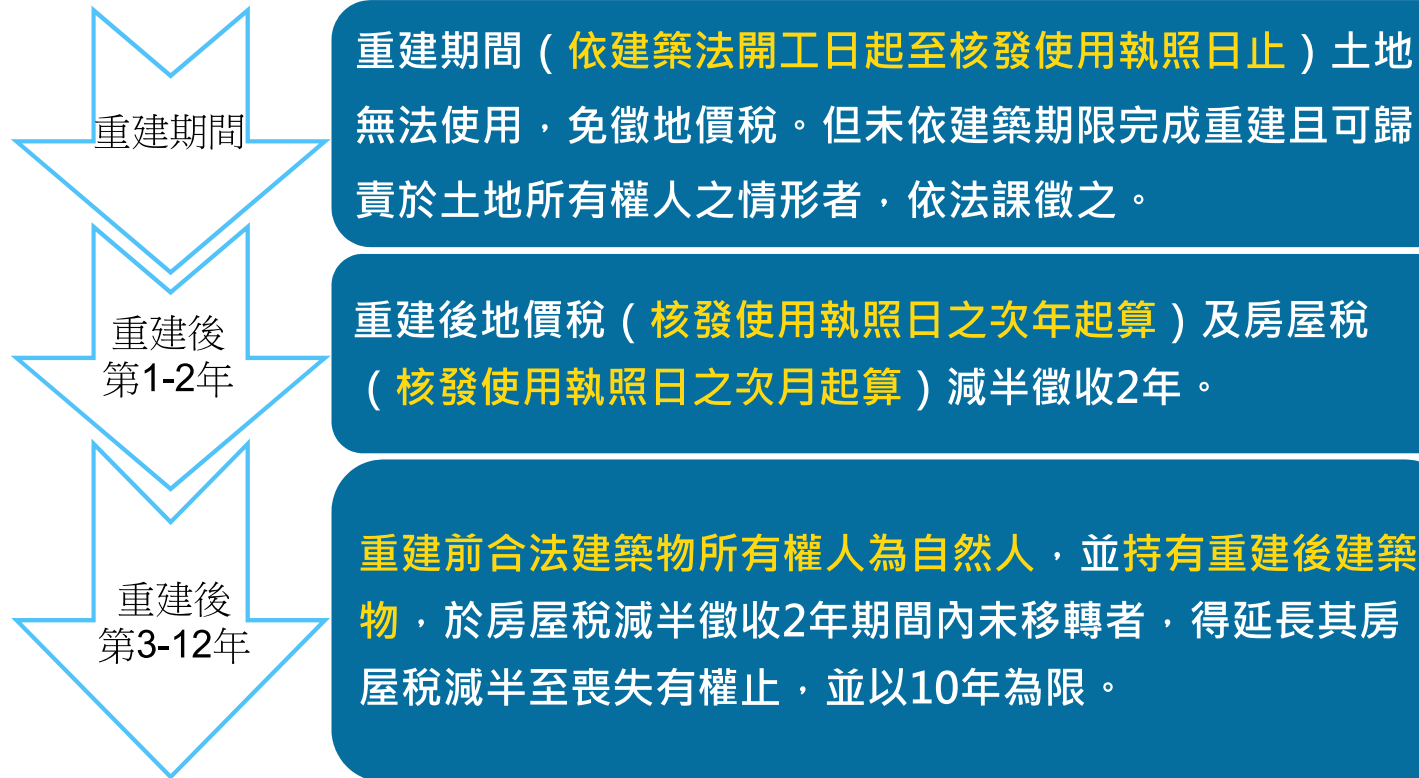 重建期間
重建期間（依建築法開工日起至核發使用執照日止）土地
無法使用，免徵地價稅。但未依建築期限完成重建且可歸
責於土地所有權人之情形者，依法課徵之。
重建後
第1-2年
重建後地價稅（核發使用執照日之次年起算）及房屋稅
（核發使用執照日之次月起算）減半徵收2年。
重建後
第3-12年
重建前合法建築物所有權人為自然人，並持有重建後建築
物，於房屋稅減半徵收2年期間內未移轉者，得延長其房
屋稅減半至喪失有權止，並以10年為限。